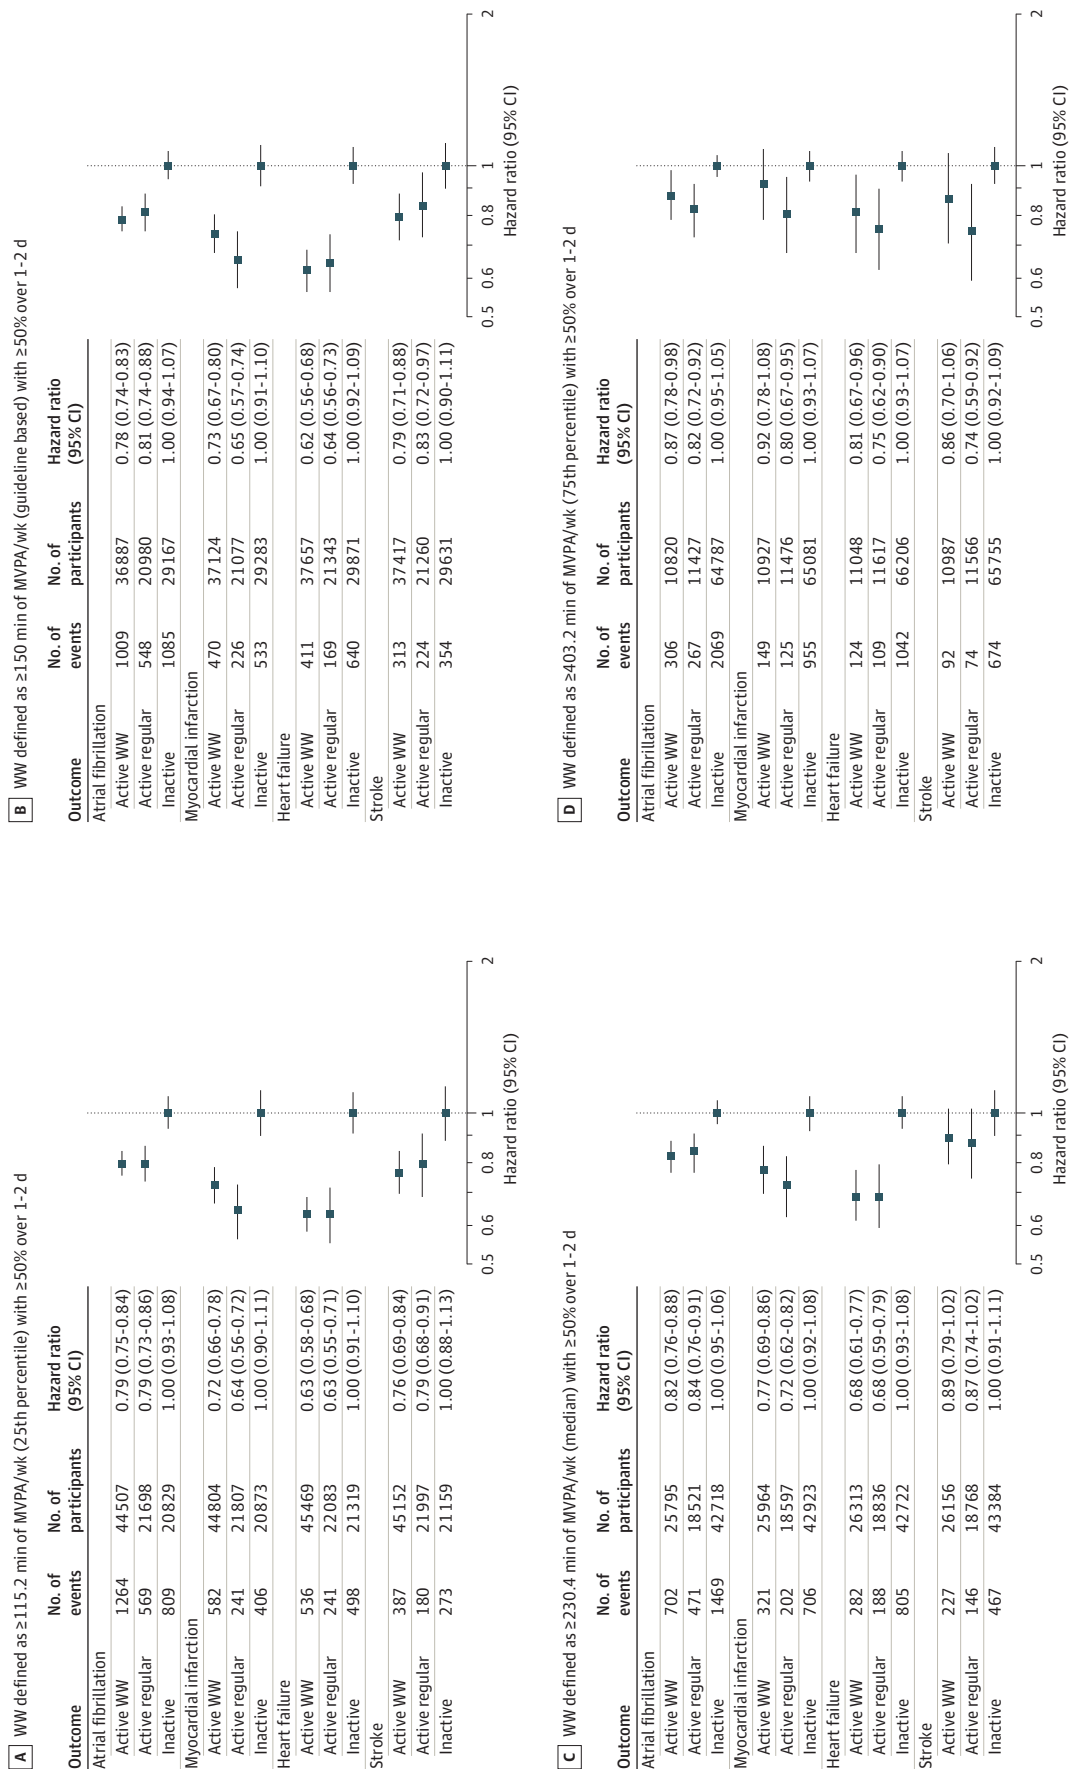 A WW defined as ≥115.2 min of MVPA/wk (25th percentile) with ≥50% over 1-2 d
Outcome No. of events No. of participants Hazard ratio (95% CI)
Atrial fibrillation
Active WW 1264 44507 0.79 (0.75-0.84)
Active regular 569 21698 0.79 (0.73-0.86)
Inactive 809 20829 1.00 (0.93-1.08)
Myocardial infarction
Active WW 582 44804 0.72 (0.66-0.78)
Active regular 241 21807 0.64 (0.56-0.72)
Inactive 406 20873 1.00 (0.90-1.11)
Heart failure
Active WW 536 45469 0.63 (0.58-0.68)
Active regular 241 22083 0.63 (0.55-0.71)
Inactive 498 21319 1.00 (0.91-1.10)
Stroke
Active WW 387 45152 0.76 (0.69-0.84)
Active regular 180 21997 0.79 (0.68-0.91)
Inactive 273 21159 1.00 (0.88-1.13)
0.5 0.6 0.8 1 2
Hazard ratio (95% CI)
B WW defined as ≥150 min of MVPA/wk (guideline based) with ≥50% over 1-2 d
Outcome No. of events No. of participants Hazard ratio (95% CI)
Atrial fibrillation
Active WW 1009 36887 0.78 (0.74-0.83)
Active regular 548 20980 0.81 (0.74-0.88)
Inactive 1085 29167 1.00 (0.94-1.07)
Myocardial infarction
Active WW 470 37124 0.73 (0.67-0.80)
Active regular 226 21077 0.65 (0.57-0.74)
Inactive 533 29283 1.00 (0.91-1.10)
Heart failure
Active WW 411 37657 0.62 (0.56-0.68)
Active regular 169 21343 0.64 (0.56-0.73)
Inactive 640 29871 1.00 (0.92-1.09)
Stroke
Active WW 313 37417 0.79 (0.71-0.88)
Active regular 224 21260 0.83 (0.72-0.97)
Inactive 354 29631 1.00 (0.90-1.11)
0.5 0.6 0.8 1 2
Hazard ratio (95% CI)
C WW defined as ≥230.4 min of MVPA/wk (median) with ≥50% over 1-2 d
Outcome No. of events No. of participants Hazard ratio (95% CI)
Atrial fibrillation
Active WW 702 25795 0.82 (0.76-0.88)
Active regular 471 18521 0.84 (0.76-0.91)
Inactive 1469 42718 1.00 (0.95-1.06)
Myocardial infarction
Active WW 321 25964 0.77 (0.69-0.86)
Active regular 202 18597 0.72 (0.62-0.82)
Inactive 706 42923 1.00 (0.92-1.08)
Heart failure
Active WW 282 26313 0.68 (0.61-0.77)
Active regular 188 18836 0.68 (0.59-0.79)
Inactive 805 42722 1.00 (0.93-1.08)
Stroke
Active WW 227 26156 0.89 (0.79-1.02)
Active regular 146 18768 0.87 (0.74-1.02)
Inactive 467 43384 1.00 (0.91-1.11)
0.5 0.6 0.8 1 2
Hazard ratio (95% CI)
D WW defined as ≥403.2 min of MVPA/wk (75th percentile) with ≥50% over 1-2 d
Outcome No. of events No. of participants Hazard ratio (95% CI)
Atrial fibrillation
Active WW 306 10820 0.87 (0.78-0.98)
Active regular 267 11427 0.82 (0.72-0.92)
Inactive 2069 64787 1.00 (0.95-1.05)
Myocardial infarction
Active WW 149 10927 0.92 (0.78-1.08)
Active regular 125 11476 0.80 (0.67-0.95)
Inactive 955 65081 1.00 (0.93-1.07)
Heart failure
Active WW 124 11048 0.81 (0.67-0.96)
Active regular 109 11617 0.75 (0.62-0.90)
Inactive 1042 66206 1.00 (0.93-1.07)
Stroke
Active WW 92 10987 0.86 (0.70-1.06)
Active regular 74 11566 0.74 (0.59-0.92)
Inactive 674 65755 1.00 (0.92-1.09)
0.5 0.6 0.8 1 2
Hazard ratio (95% CI)